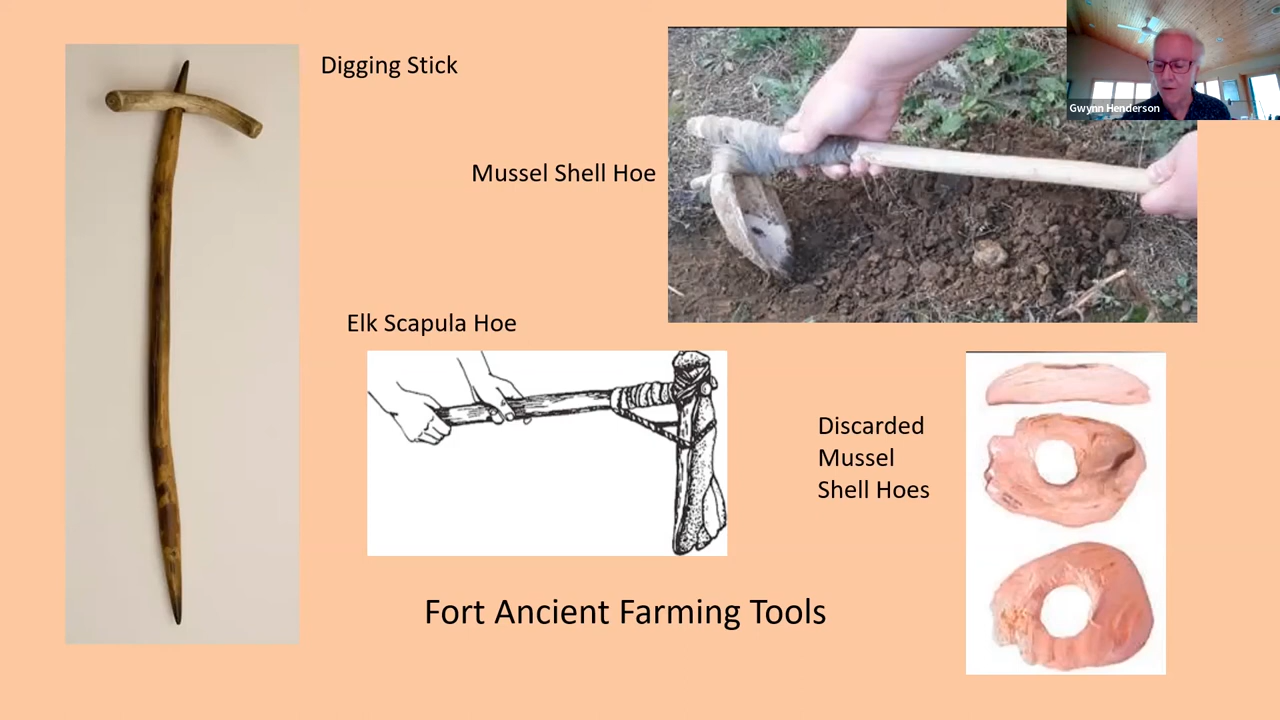 Digging Stick
Gwynn Henderson
Mussel Shell Hoe
Elk Scapula Hoe
Discarded
Mussel
Shell Hoes
Fort Ancient Farming Tools